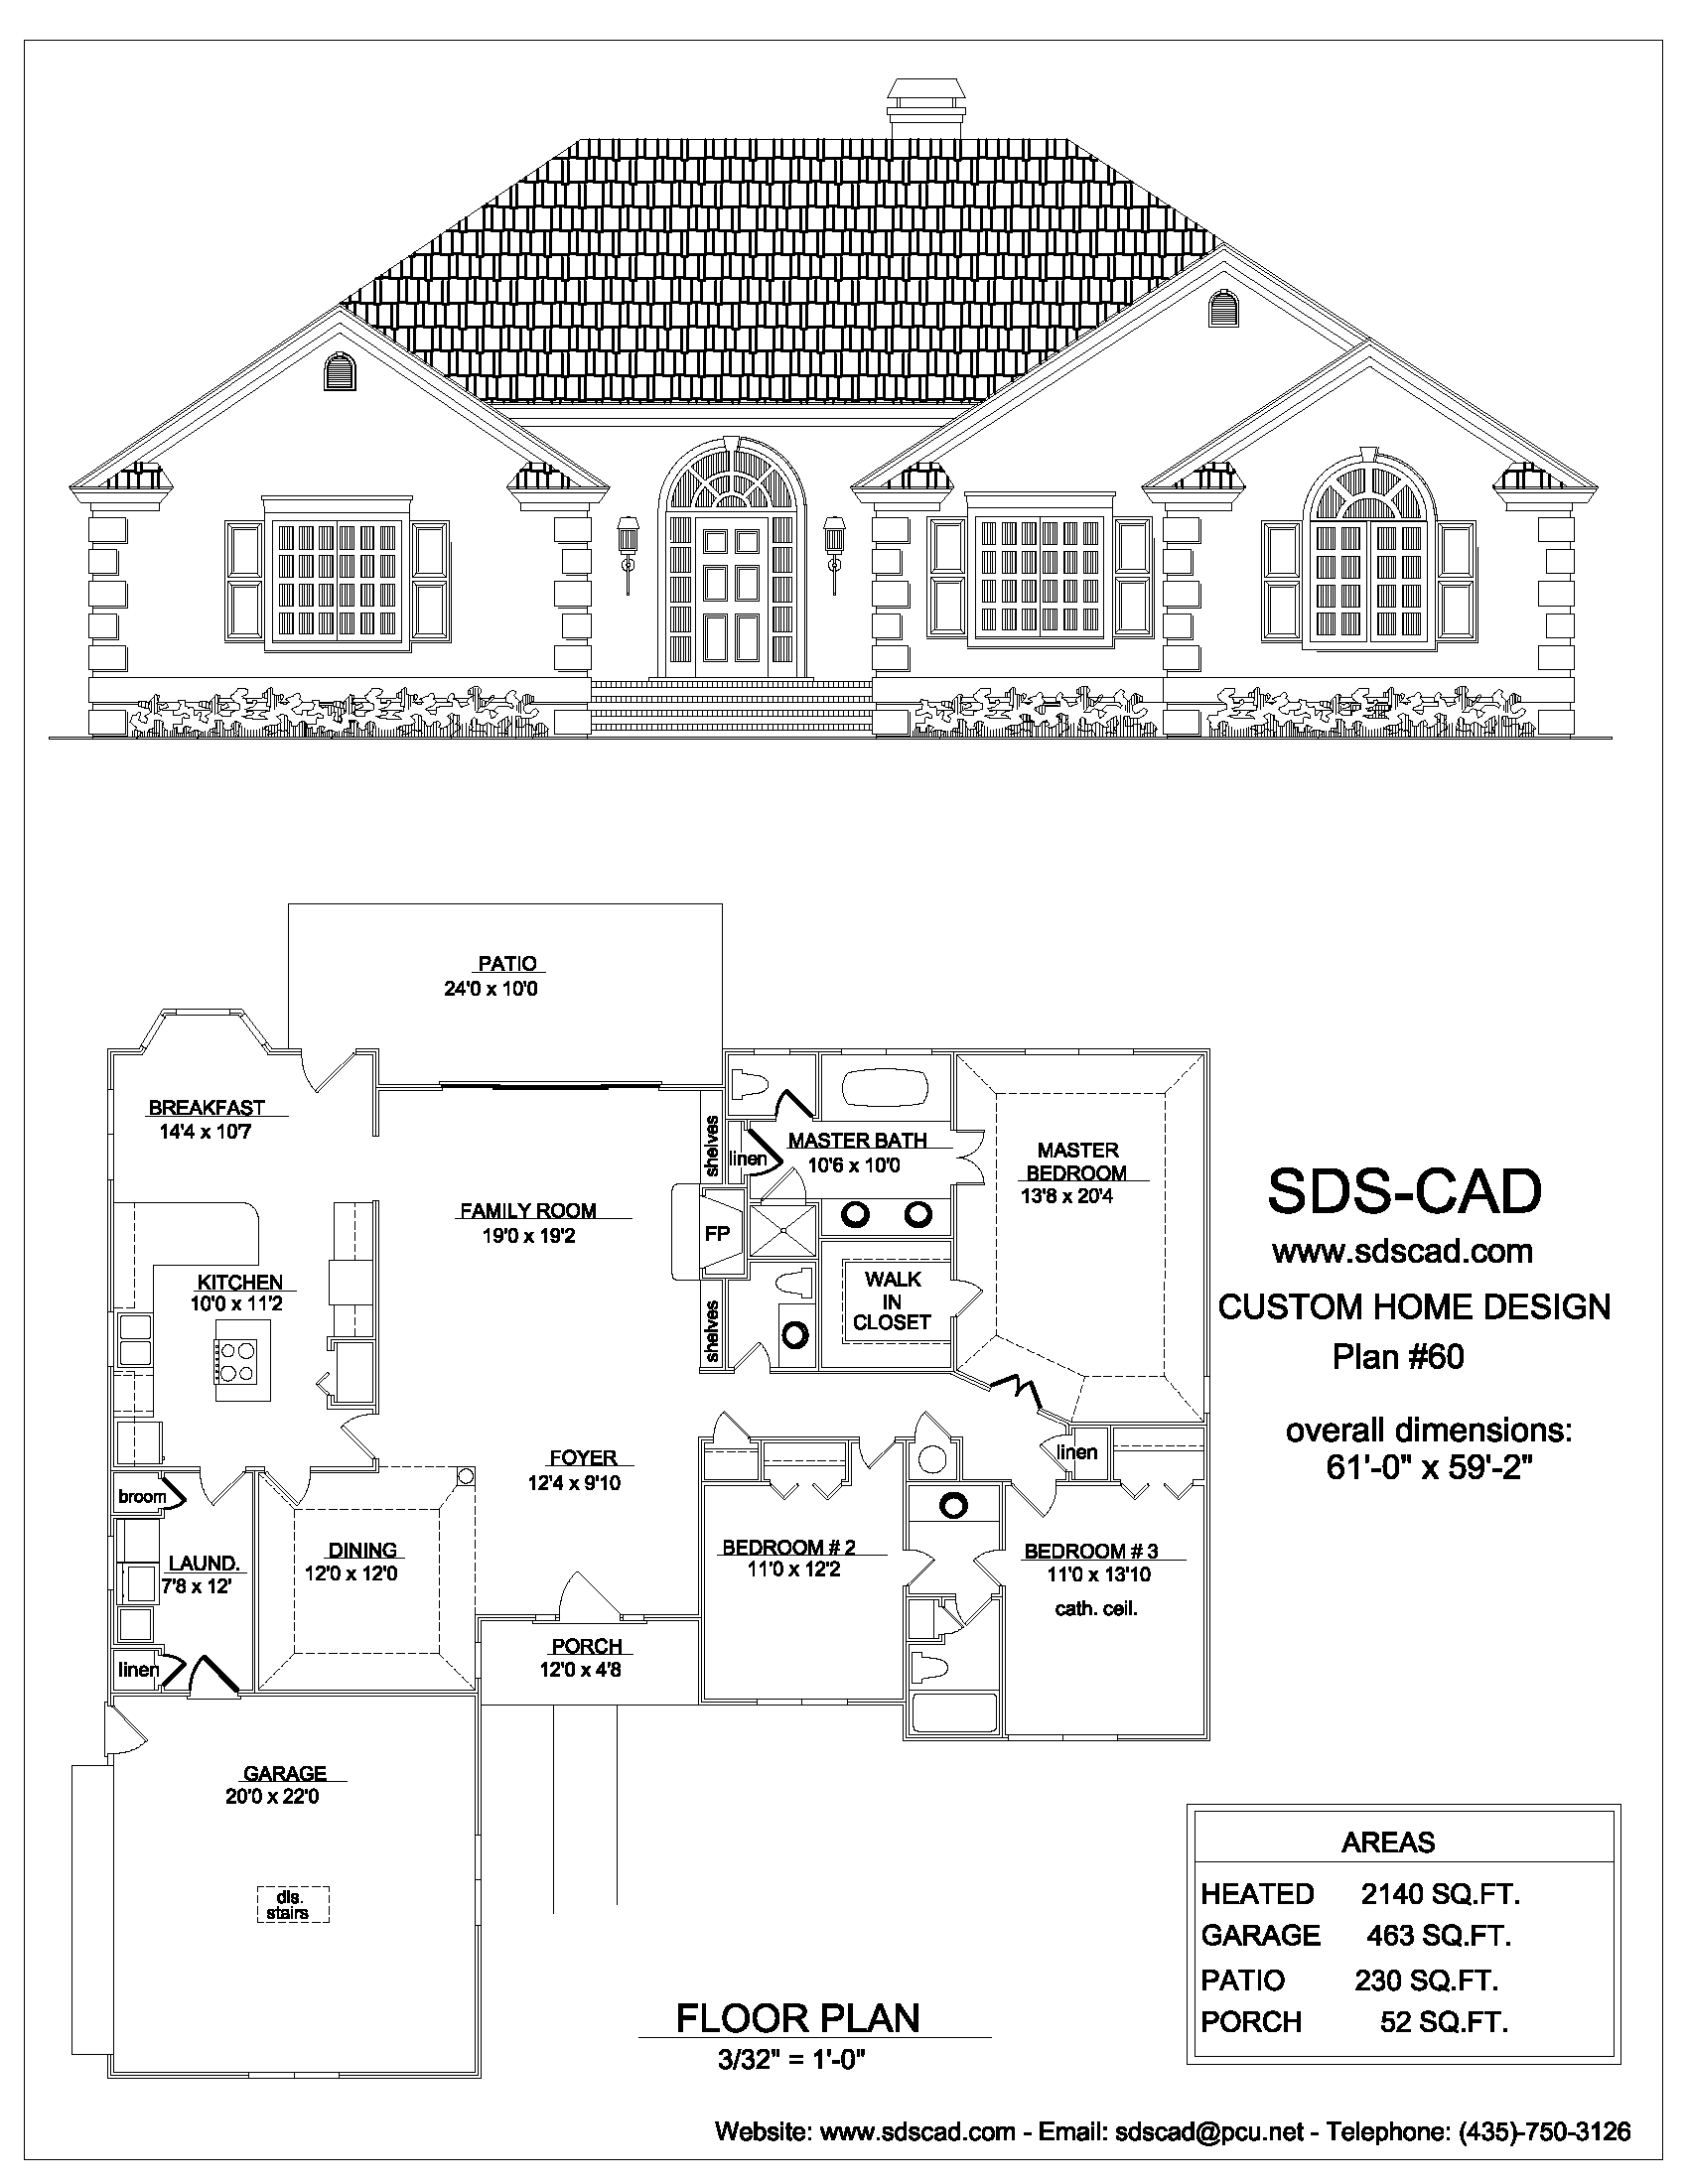 PATIO
24'0 x 10'0
BREAKFAST
14'4 x 10'7
shelves
linen
MASTER BATH
10'6 x 10'0
MASTER
BEDROOM
13'8 x 20'4
FAMILY ROOM
19'0 x 19'2
FP
KITCHEN
10'0 x 11'2
WALK
IN
CLOSET
shelves
SDS-CAD
www.sdscad.com
CUSTOM HOME DESIGN
Plan #60
overall dimensions:
61'-0" x 59'-2"
FOYER
12'4 x 9'10
linen
broom
LAUND.
7'8 x 12'
DINING
12'0 x 12'0
BEDROOM # 2
11'0 x 12'2
BEDROOM # 3
11'0 x 13'10
cath. ceil.
linen
PORCH
12'0 x 4'8
GARAGE
20'0 x 22'0
dis.
stairs
AREAS
HEATED 2140 SQ.FT.
GARAGE 463 SQ.FT.
PATIO 230 SQ.FT.
PORCH 52 SQ.FT.
FLOOR PLAN
3/32" = 1'-0"
Website: www.sdscad.com - Email: sdscad@pcu.net - Telephone: (435)-750-3126